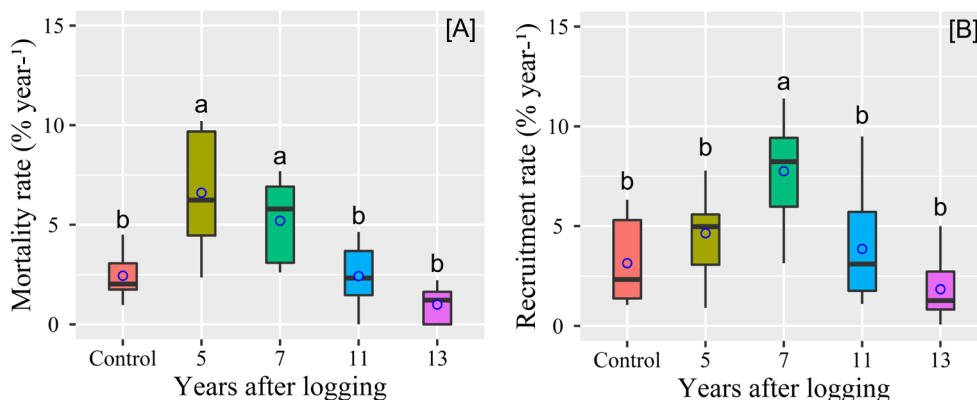 [A]
Mortality rate (% year-¹)
15
10
5
0
b
a
a
b
b
Control 5 7 11 13
Years after logging
[B]
Recruitment rate (% year-¹)
15
10
5
0
b
b
a
b
b
Control 5 7 11 13
Years after logging